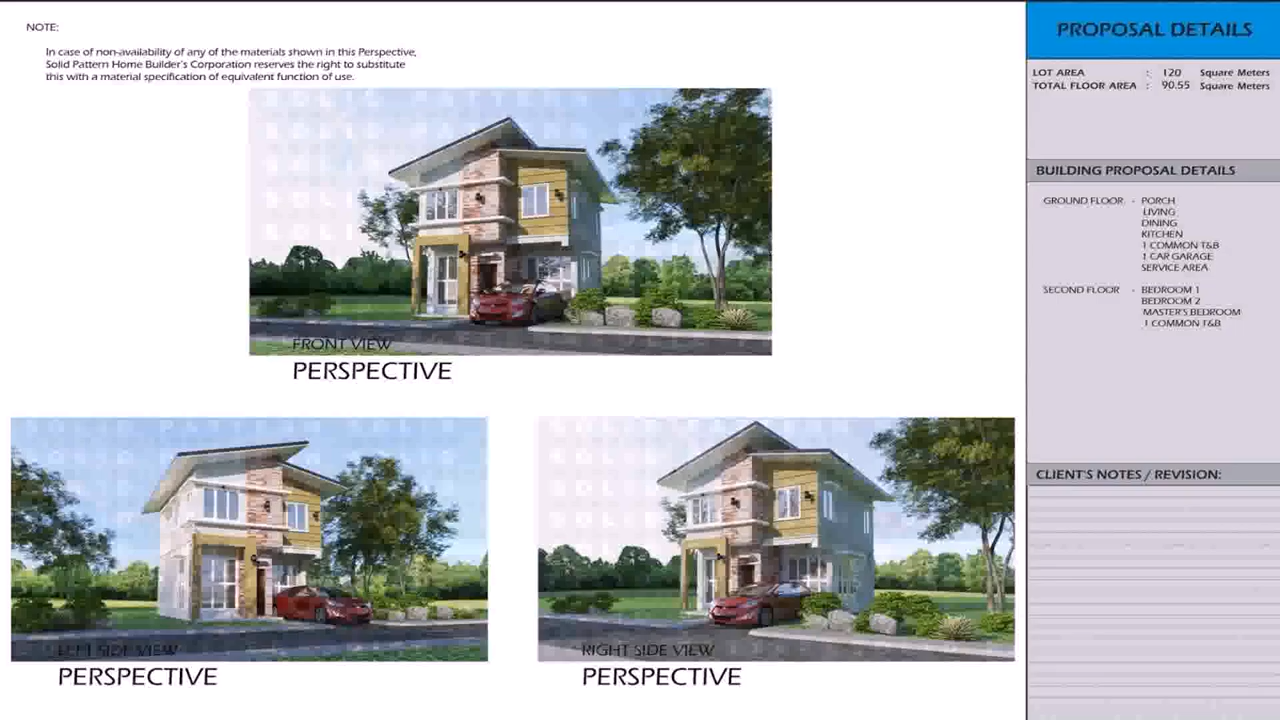 NOTE:
In case of non-availability of any of the materials shown in this Perspective,
Solid Pattern Home Builder's Corporation reserves the right to substitute
this with a material specification of equivalent function of use.
FRONT VIEW
PERSPECTIVE
LEFT SIDE VIEW
PERSPECTIVE
RIGHT SIDE VIEW
PERSPECTIVE
PROPOSAL DETAILS
LOT AREA : 120 Square Meters
TOTAL FLOOR AREA : 90.55 Square Meters
BUILDING PROPOSAL DETAILS
GROUND FLOOR - PORCH
LIVING
DINING
KITCHEN
1 COMMON T&B
1 CAR GARAGE
SERVICE AREA
SECOND FLOOR - BEDROOM 1
BEDROOM 2
MASTER'S BEDROOM
1 COMMON T&B
CLIENT'S NOTES / REVISION: